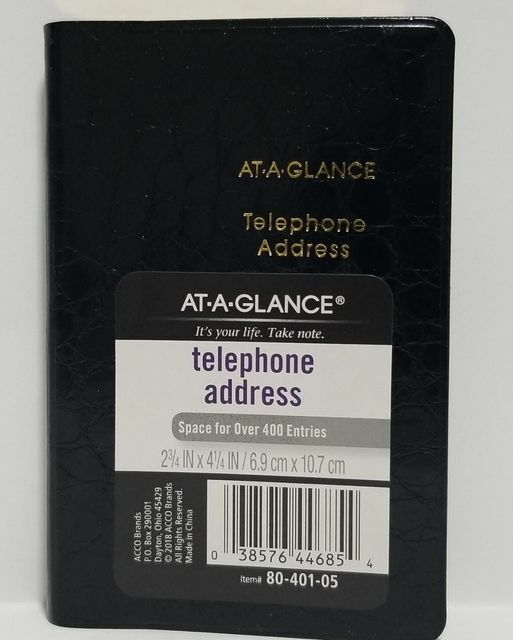 AT·A·GLANCE
Telephone
Address
AT·A·GLANCE®
It's your life. Take note.
telephone
address
Space for Over 400 Entries
2¾ IN x 4¼ IN / 6.9 cm x 10.7 cm
ACCO Brands
P.O. Box 290001
Dayton, Ohio 45429
© 2018 ACCO Brands
All Rights Reserved.
Made in China
0 38576 44685 4
Item# 80-401-05